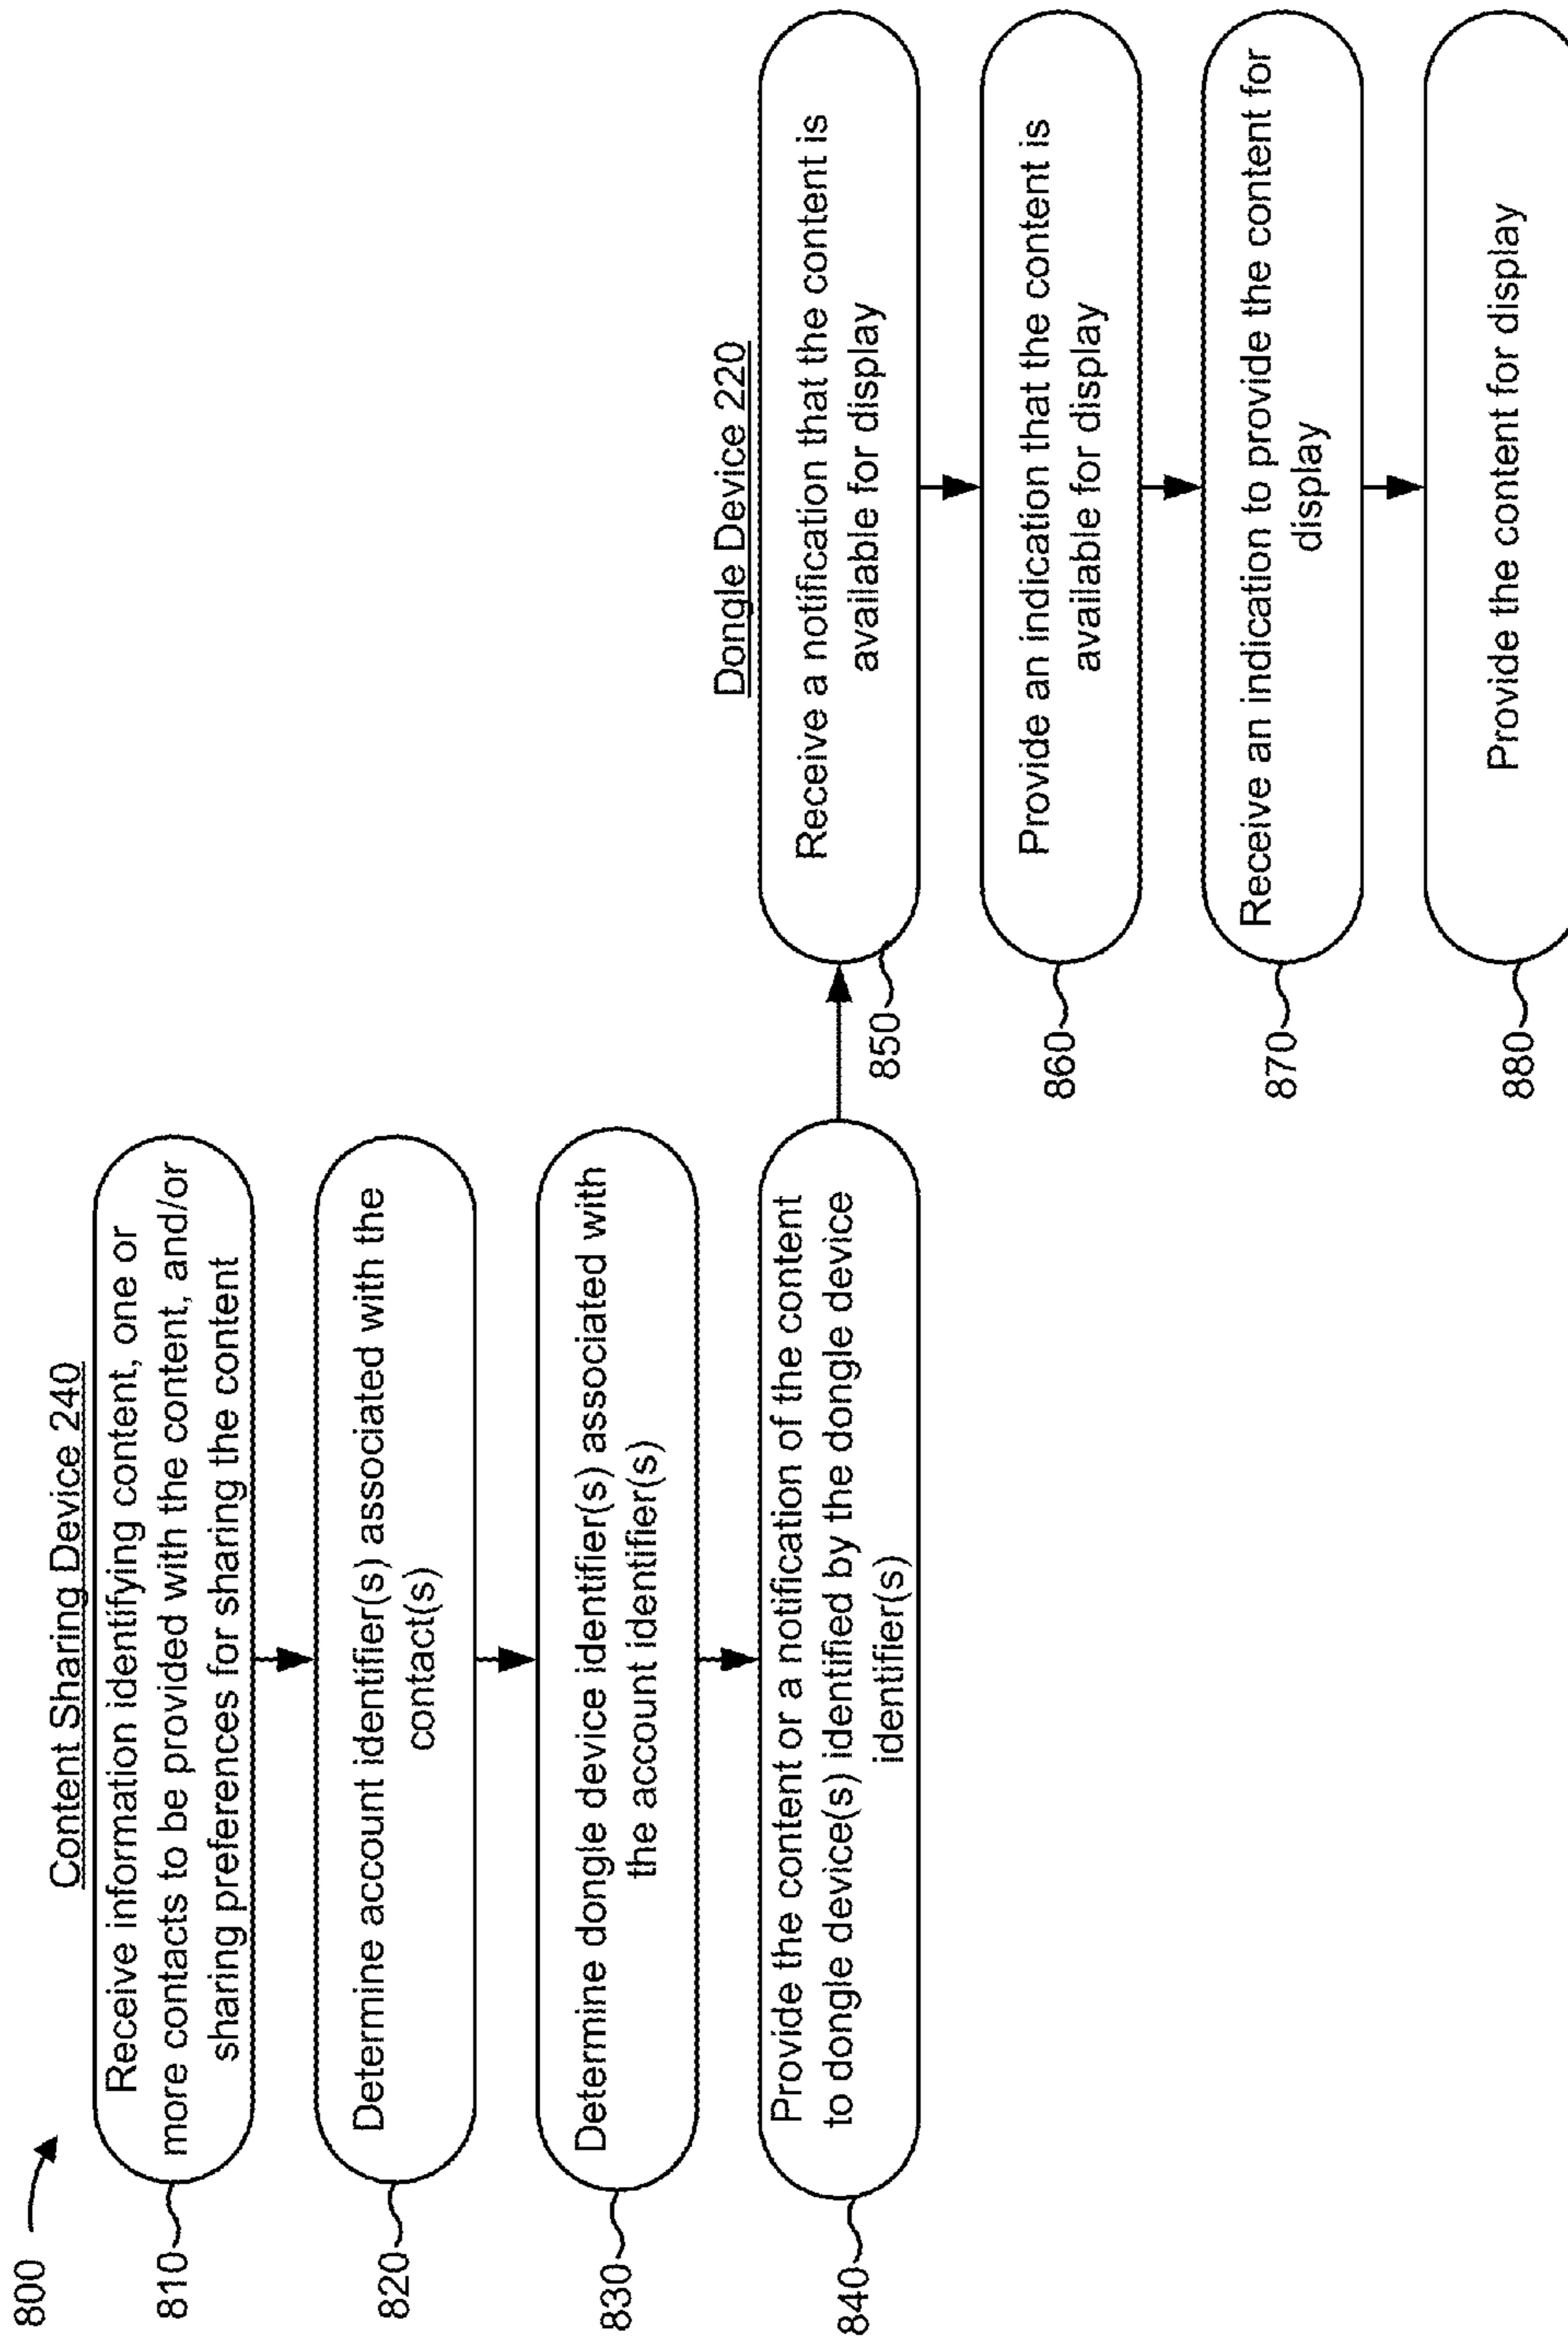 800
Content Sharing Device 240
810
Receive information identifying content, one or
more contacts to be provided with the content, and/or
sharing preferences for sharing the content
820
Determine account identifier(s) associated with the
contact(s)
830
Determine dongle device identifier(s) associated with
the account identifier(s)
840
Provide the content or a notification of the content
to dongle device(s) identified by the dongle device
identifier(s)
Dongle Device 220
Receive a notification that the content is
available for display
850
Provide an indication that the content is
available for display
860
Receive an indication to provide the content for
display
870
Provide the content for display
880